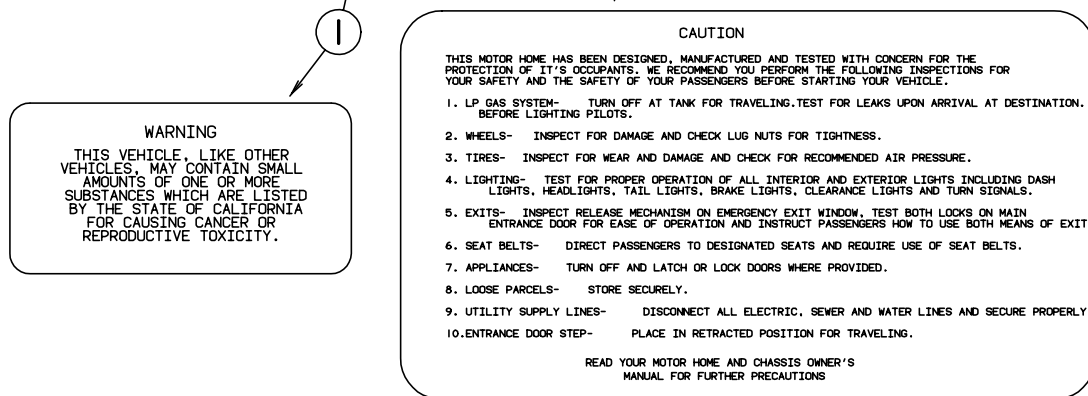 1
WARNING
THIS VEHICLE, LIKE OTHER
VEHICLES, MAY CONTAIN SMALL
AMOUNTS OF ONE OR MORE
SUBSTANCES WHICH ARE LISTED
BY THE STATE OF CALIFORNIA
FOR CAUSING CANCER OR
REPRODUCTIVE TOXICITY.
CAUTION
THIS MOTOR HOME HAS BEEN DESIGNED, MANUFACTURED AND TESTED WITH CONCERN FOR THE
PROTECTION OF IT'S OCCUPANTS. WE RECOMMEND YOU PERFORM THE FOLLOWING INSPECTIONS FOR
YOUR SAFETY AND THE SAFETY OF YOUR PASSENGERS BEFORE STARTING YOUR VEHICLE.
1. LP GAS SYSTEM- TURN OFF AT TANK FOR TRAVELING.TEST FOR LEAKS UPON ARRIVAL AT DESTINATION.
BEFORE LIGHTING PILOTS.
2. WHEELS- INSPECT FOR DAMAGE AND CHECK LUG NUTS FOR TIGHTNESS.
3. TIRES- INSPECT FOR WEAR AND DAMAGE AND CHECK FOR RECOMMENDED AIR PRESSURE.
4. LIGHTING- TEST FOR PROPER OPERATION OF ALL INTERIOR AND EXTERIOR LIGHTS INCLUDING DASH
LIGHTS, HEADLIGHTS, TAIL LIGHTS, BRAKE LIGHTS, CLEARANCE LIGHTS AND TURN SIGNALS.
5. EXITS- INSPECT RELEASE MECHANISM ON EMERGENCY EXIT WINDOW, TEST BOTH LOCKS ON MAIN
ENTRANCE DOOR FOR EASE OF OPERATION AND INSTRUCT PASSENGERS HOW TO USE BOTH MEANS OF EXIT
6. SEAT BELTS- DIRECT PASSENGERS TO DESIGNATED SEATS AND REQUIRE USE OF SEAT BELTS.
7. APPLIANCES- TURN OFF AND LATCH OR LOCK DOORS WHERE PROVIDED.
8. LOOSE PARCELS- STORE SECURELY.
9. UTILITY SUPPLY LINES- DISCONNECT ALL ELECTRIC, SEWER AND WATER LINES AND SECURE PROPERLY
10.ENTRANCE DOOR STEP- PLACE IN RETRACTED POSITION FOR TRAVELING.
READ YOUR MOTOR HOME AND CHASSIS OWNER'S
MANUAL FOR FURTHER PRECAUTIONS